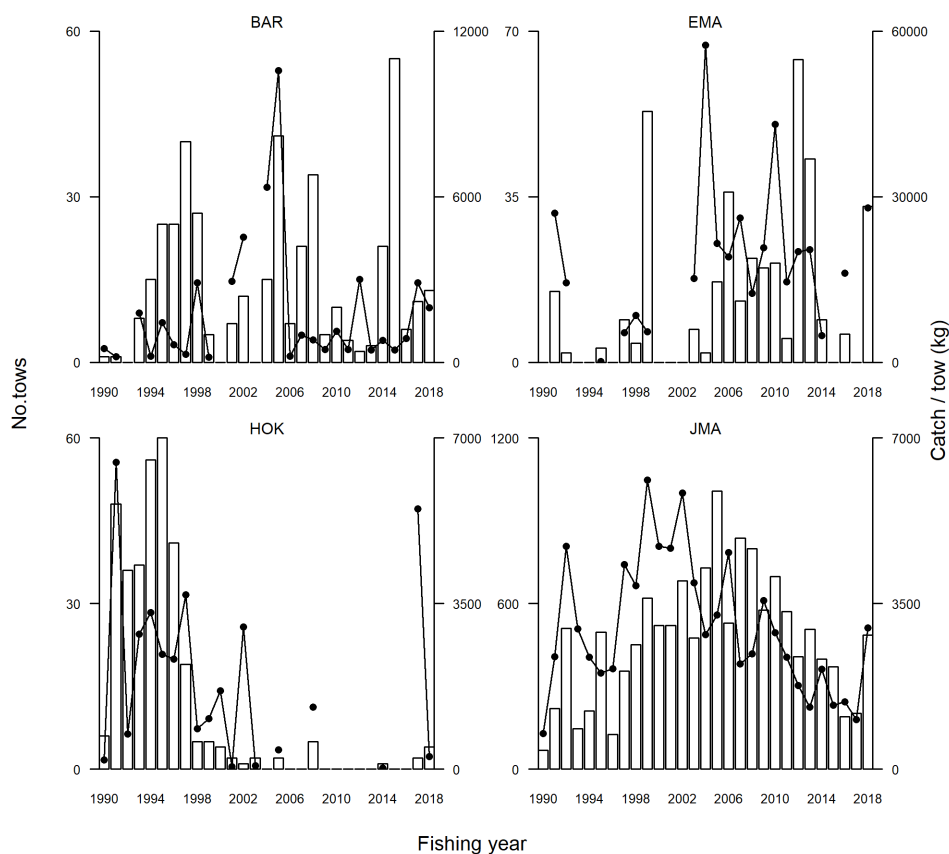 BAR EMA
60 12000 70 60000
30 6000 35 30000
0 0 0 0
1990 1994 1998 2002 2006 2010 2014 2018 1990 1994 1998 2002 2006 2010 2014 2018
No.tows
Catch / tow (kg)
HOK JMA
60 7000 1200 7000
30 3500 600 3500
0 0 0 0
1990 1994 1998 2002 2006 2010 2014 2018 1990 1994 1998 2002 2006 2010 2014 2018
Fishing year